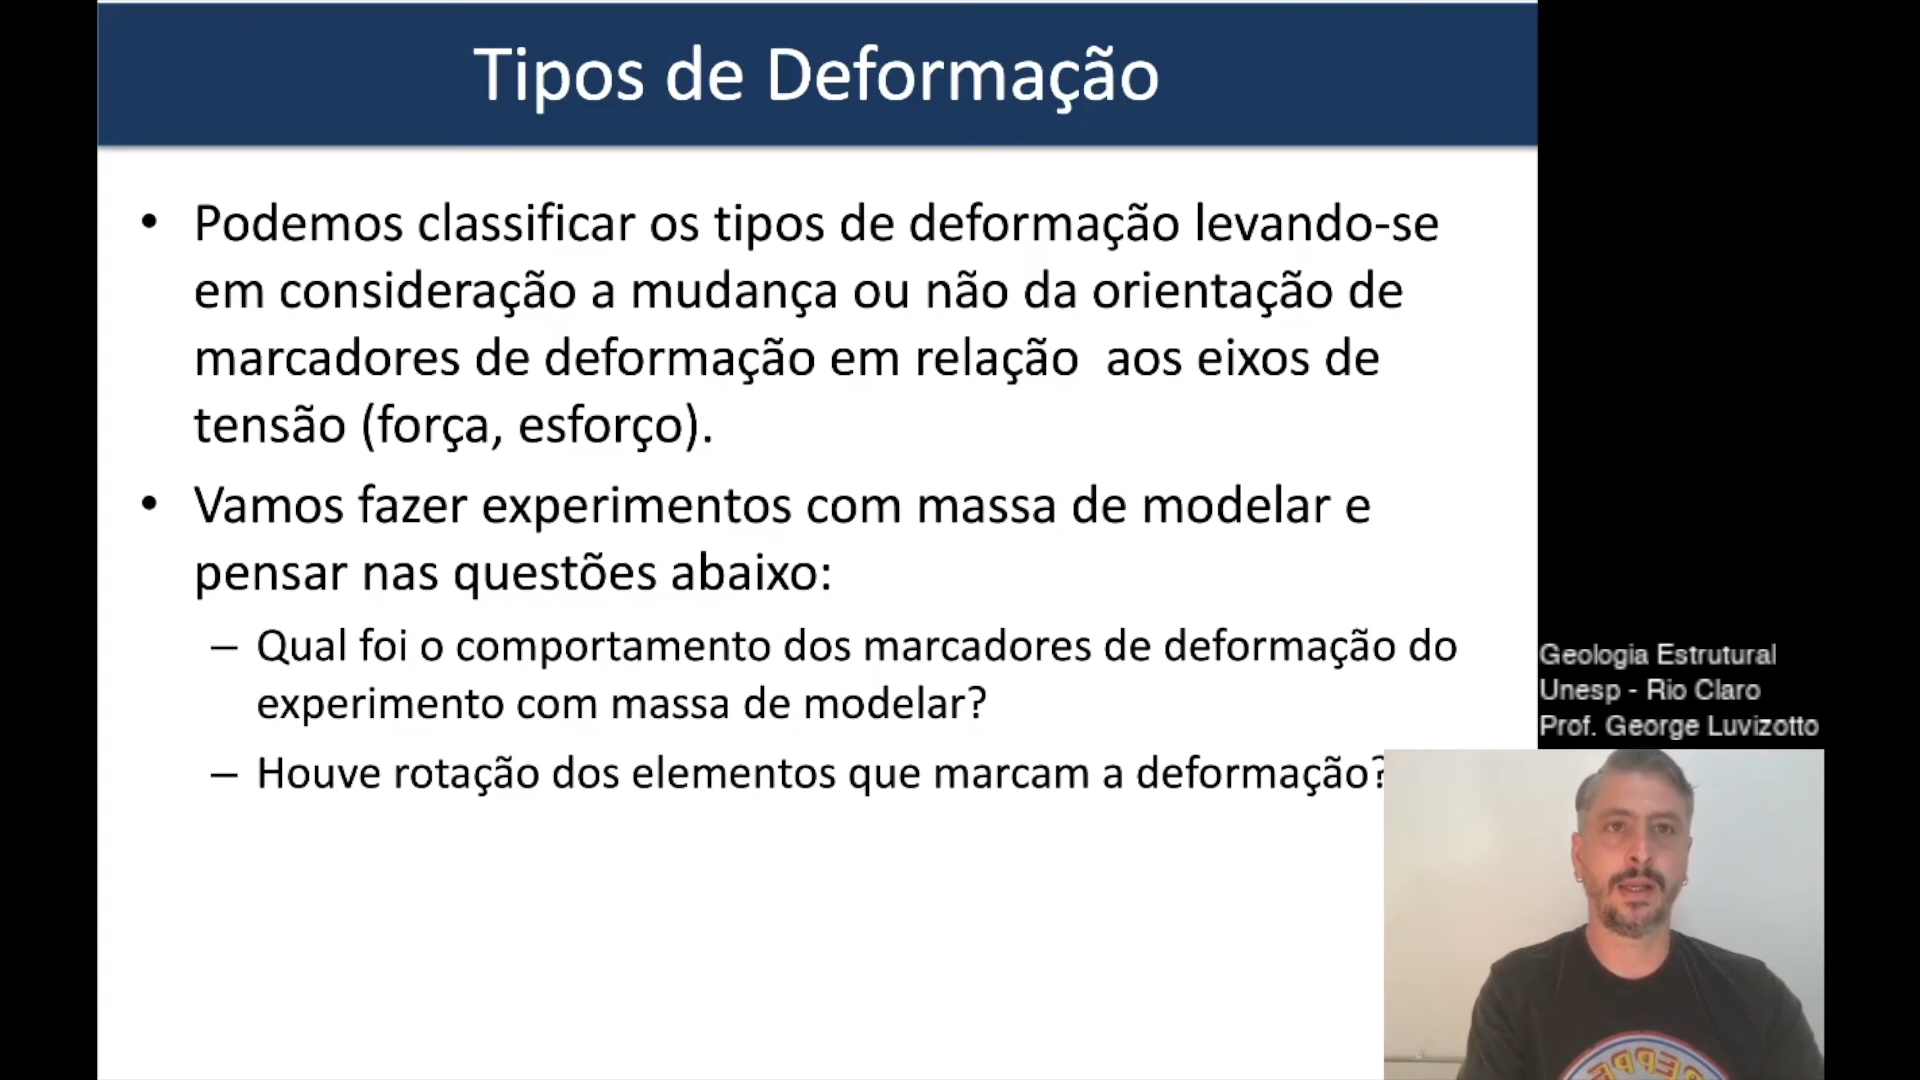 Tipos de Deformação
• Podemos classificar os tipos de deformação levando-se
em consideração a mudança ou não da orientação de
marcadores de deformação em relação  aos eixos de
tensão (força, esforço).
• Vamos fazer experimentos com massa de modelar e
pensar nas questões abaixo:
– Qual foi o comportamento dos marcadores de deformação do
experimento com massa de modelar?
– Houve rotação dos elementos que marcam a deformação?
Geologia Estrutural
Unesp - Rio Claro
Prof. George Luvizotto